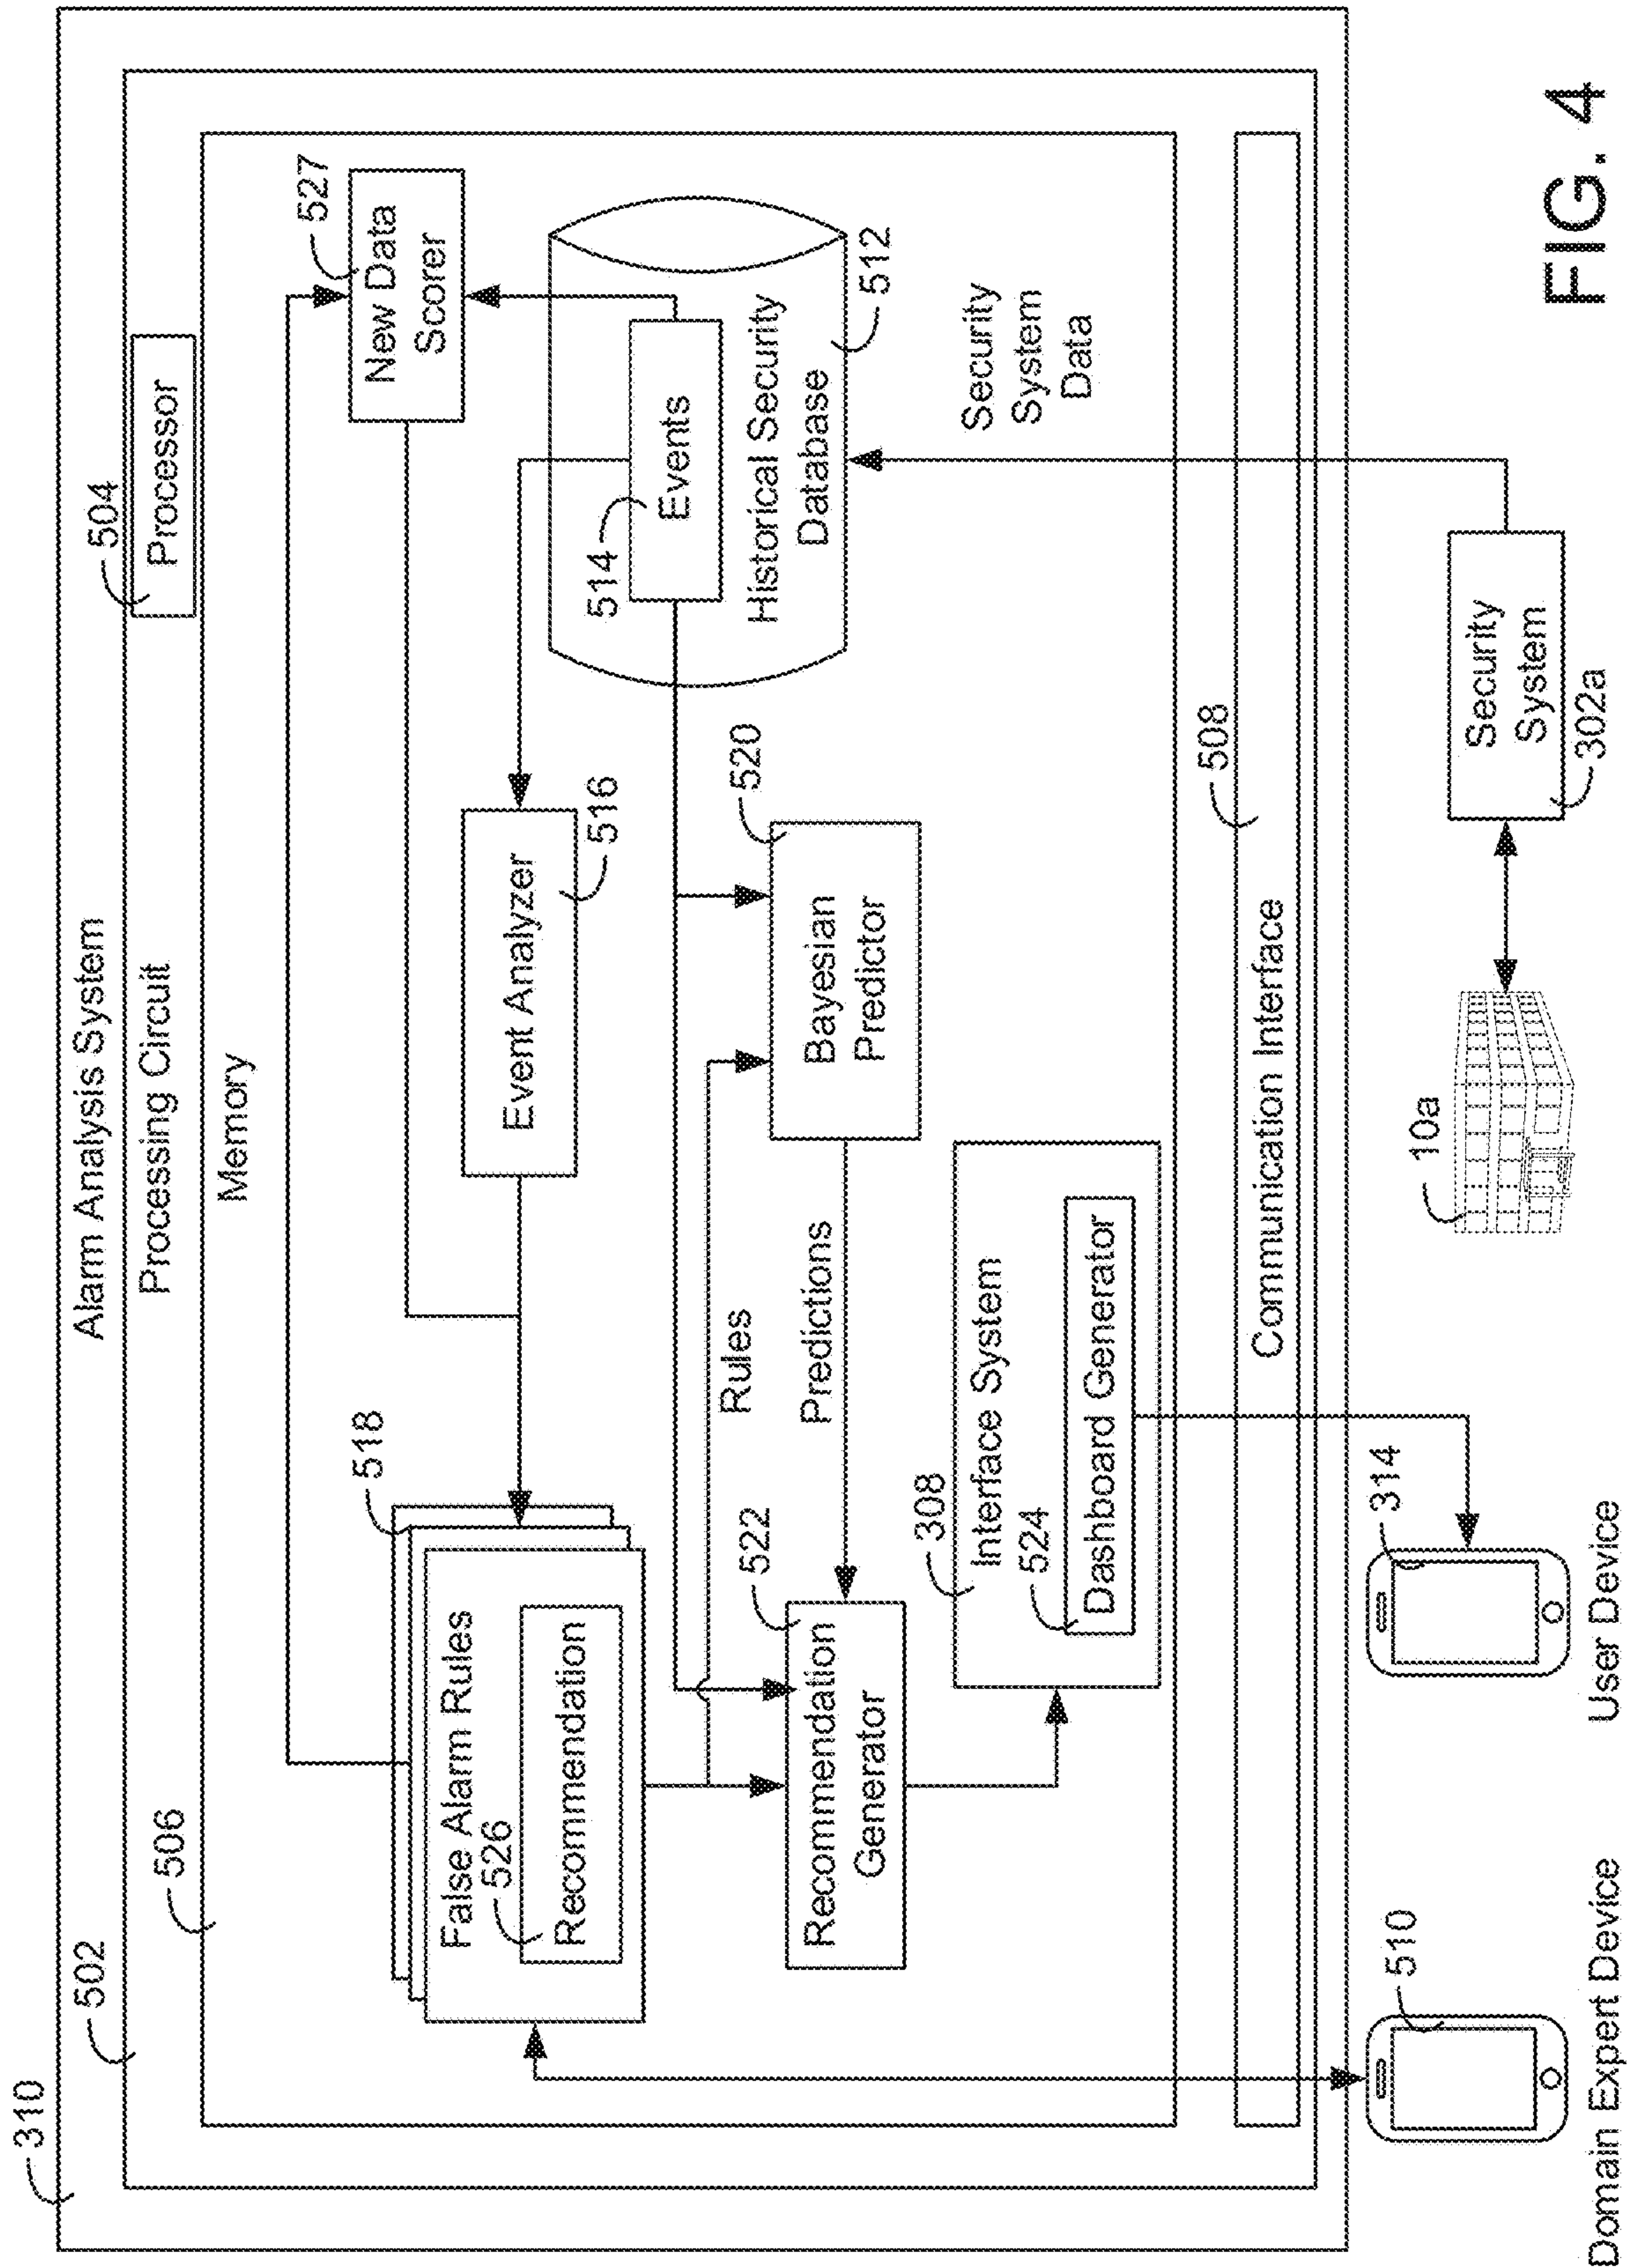 310
Alarm Analysis System
502
Processing Circuit
504
Processor
506
Memory
527
New Data
Scorer
518
False Alarm Rules
526
Recommendation
Event Analyzer
516
514
Events
Historical Security
Database
512
Rules
520
Bayesian
Predictor
Predictions
522
Recommendation
Generator
308
Interface System
524
Dashboard Generator
Security
System
Data
508
Communication Interface
510
Domain Expert Device
314
User Device
10a
Security
System
302a
FIG. 4